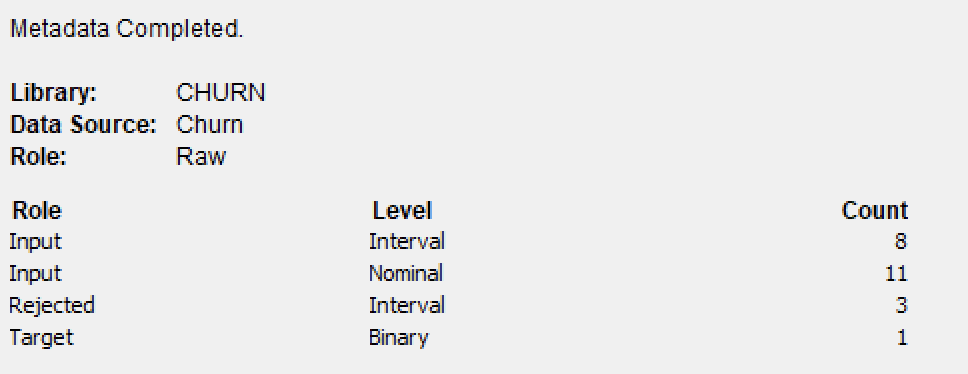 Metadata Completed.
Library: CHURN
Data Source: Churn
Role: Raw
Role Level Count
Input Interval 8
Input Nominal 11
Rejected Interval 3
Target Binary 1